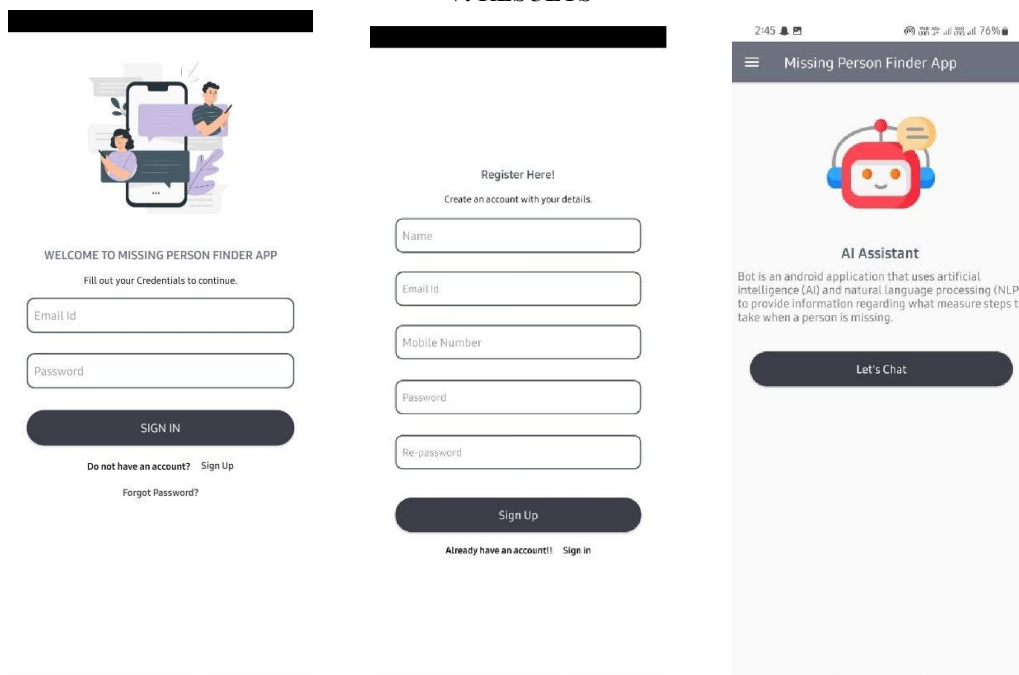 WELCOME TO MISSING PERSON FINDER APP
Fill out your Credentials to continue.
Email Id
Password
SIGN IN
Do not have an account? Sign Up
Forgot Password?
Register Here!
Create an account with your details.
Name
Email Id
Mobile Number
Password
Re-password
Sign Up
Already have an account!! Sign in
2:45
76%
Missing Person Finder App
AI Assistant
Bot is an android application that uses artificial
intelligence (AI) and natural language processing (NLP
to provide information regarding what measure steps t
take when a person is missing.
Let's Chat